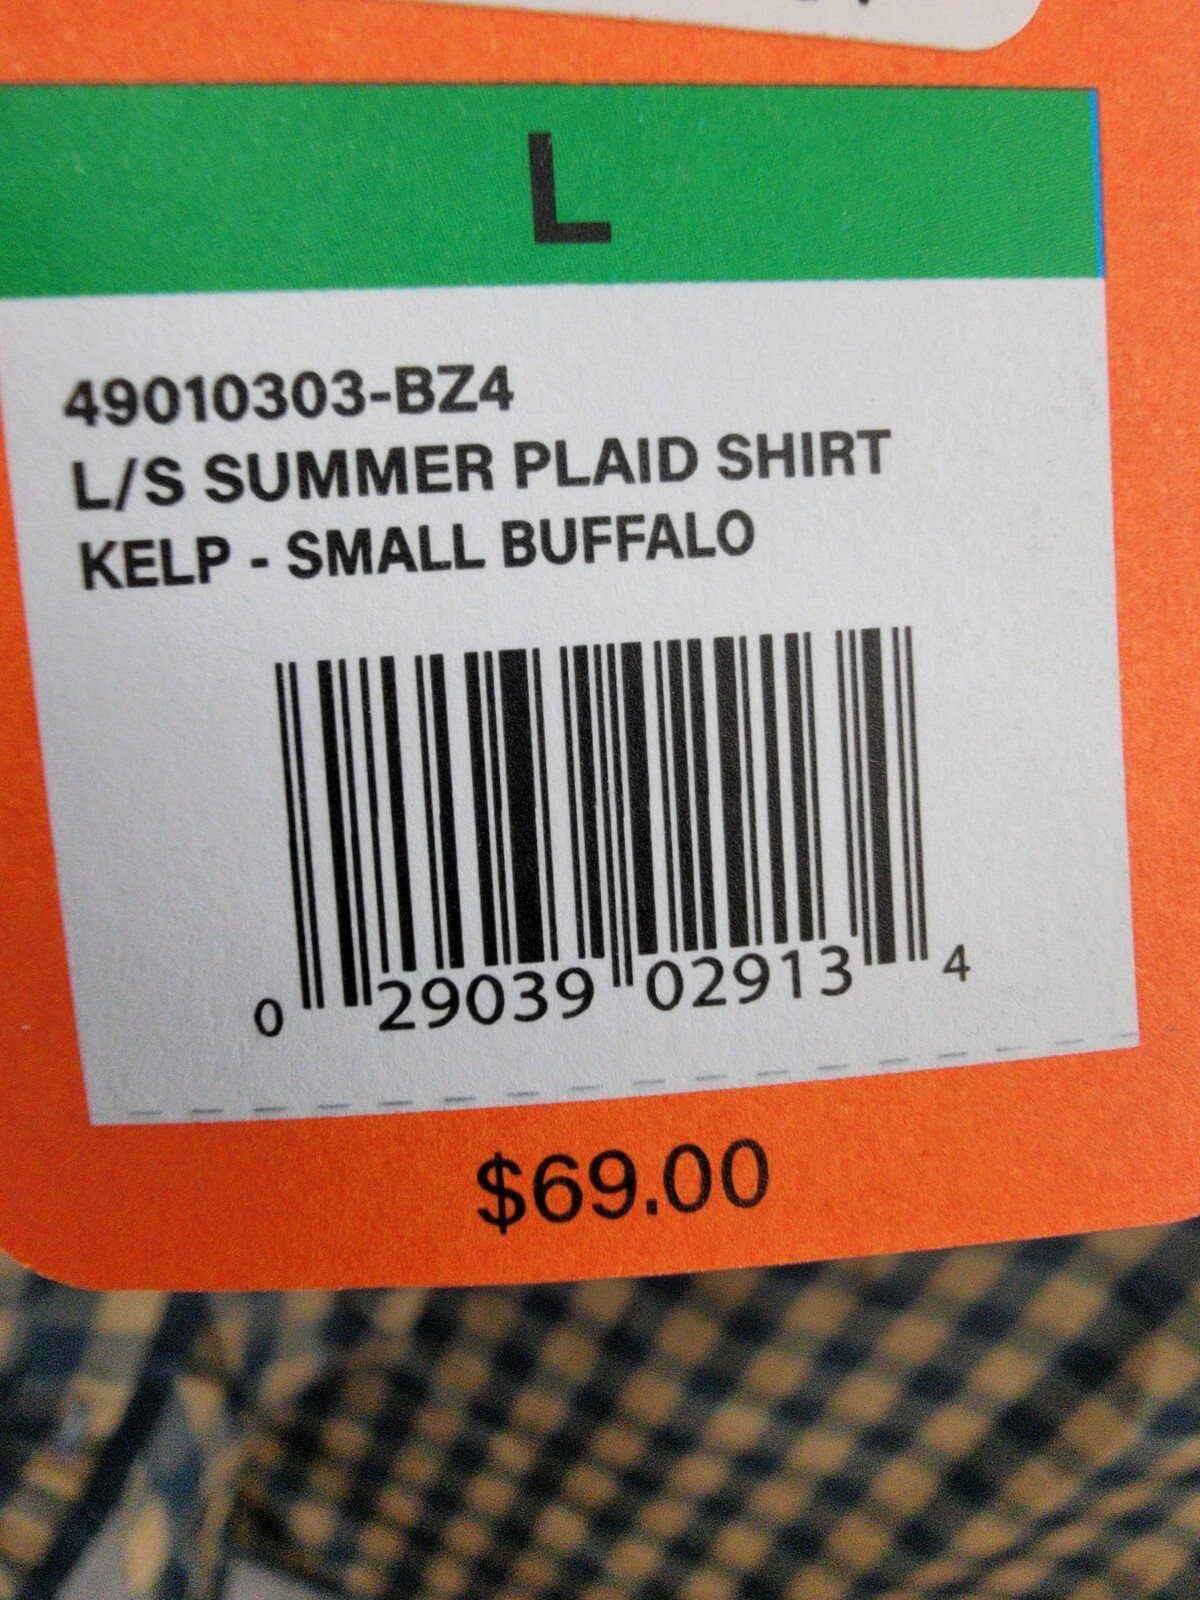 L
49010303-BZ4
L/S SUMMER PLAID SHIRT
KELP - SMALL BUFFALO
0 29039 02913 4
$69.00